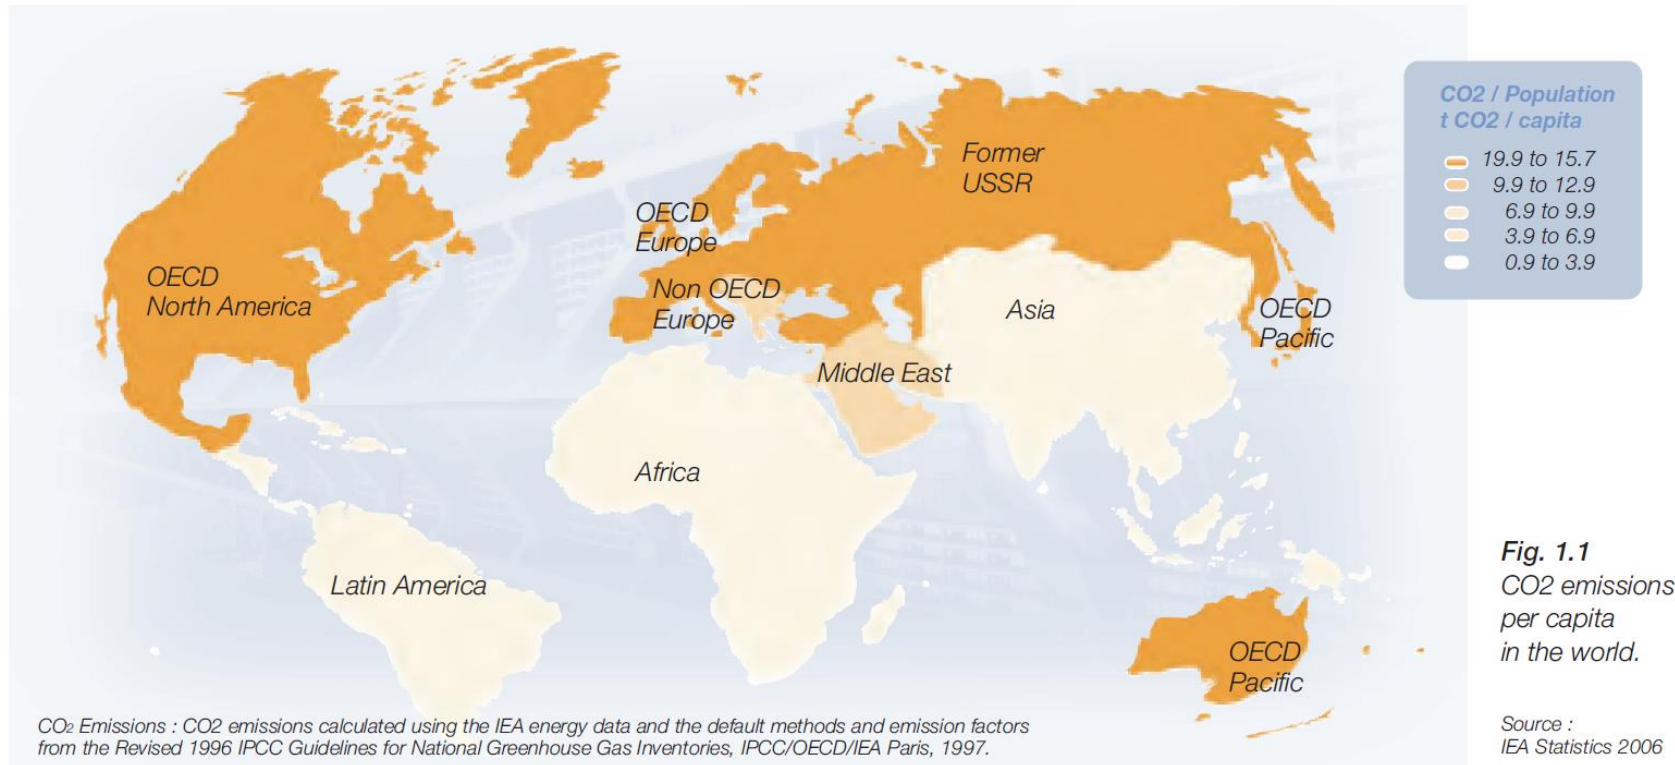 CO2 / Population
t CO2 / capita
19.9 to 15.7
9.9 to 12.9
6.9 to 9.9
3.9 to 6.9
0.9 to 3.9
Former
USSR
OECD
Europe
OECD
North America
Non OECD
Europe
Asia
OECD
Pacific
Middle East
Africa
Latin America
OECD
Pacific
Fig. 1.1
CO2 emissions
per capita
in the world.
Source :
IEA Statistics 2006
CO2 Emissions : CO2 emissions calculated using the IEA energy data and the default methods and emission factors
from the Revised 1996 IPCC Guidelines for National Greenhouse Gas Inventories, IPCC/OECD/IEA Paris, 1997.